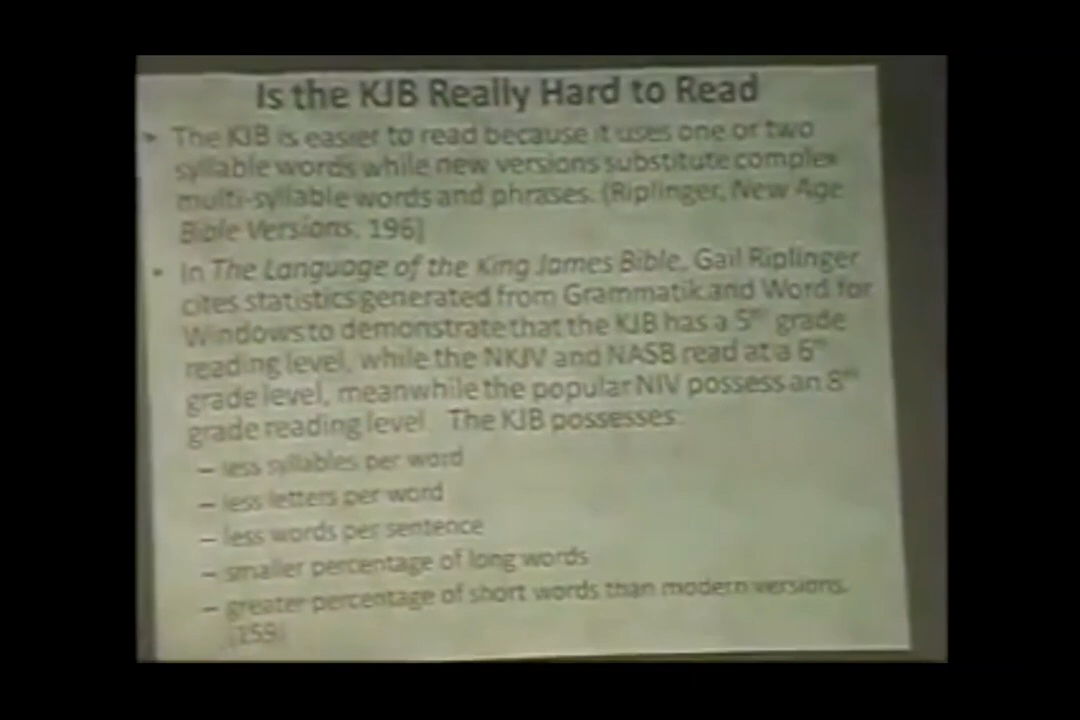 Is the KJB Really Hard to Read
The KJB is easier to read because it uses one or two
syllable words while new versions substitute complex
multi-syllable words and phrases. (Riplinger, New Age
Bible Versions, 196)
• In The Language of the King James Bible, Gail Riplinger
cites statistics generated from Grammatik and Word for
Windows to demonstrate that the KJB has a 5th grade
reading level, while the NKJV and NASB read at a 6th
grade level, meanwhile the popular NIV possess an 8th
grade reading level. The KJB possesses:
– less syllables per word
– less letters per word
– less words per sentence
– smaller percentage of long words
– greater percentage of short words than modern versions.
(159)